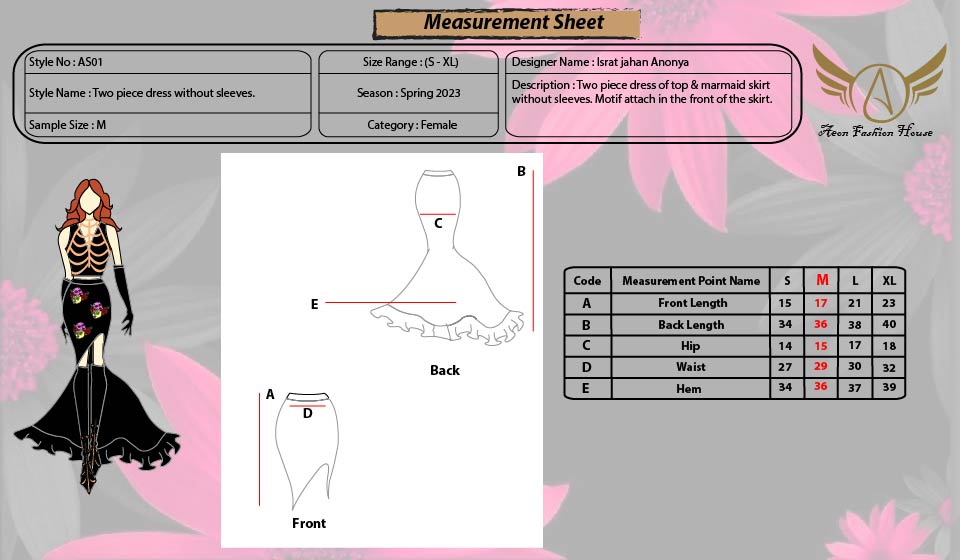 Measurement Sheet
Style No : AS01
Style Name : Two piece dress without sleeves.
Sample Size : M
Size Range : (S - XL)
Season : Spring 2023
Category : Female
Designer Name : Israt jahan Anonya
Description : Two piece dress of top & marmaid skirt
without sleeves. Motif attach in the front of the skirt.
A
Aeon Fashion House
B
C
E
Back
A
D
Front
Code Measurement Point Name S M L XL
A Front Length 15 17 21 23
B Back Length 34 36 38 40
C Hip 14 15 17 18
D Waist 27 29 30 32
E Hem 34 36 37 39